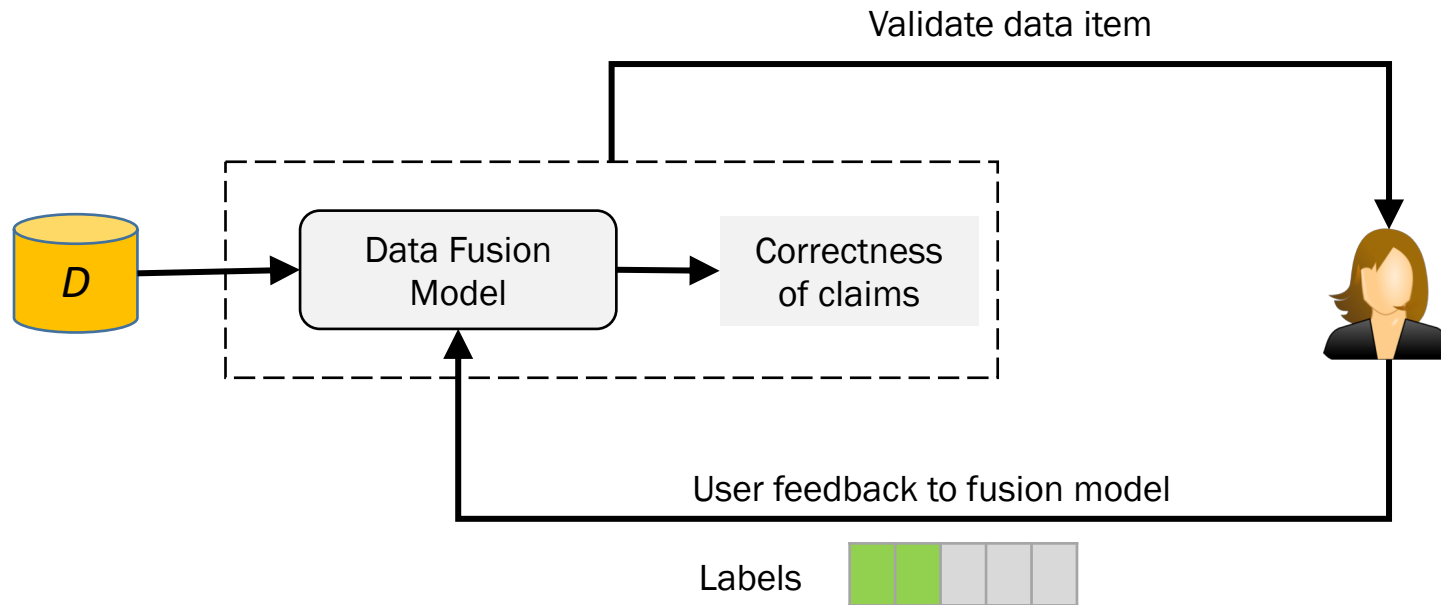 Validate data item
D
Data Fusion
Model
Correctness
of claims
User feedback to fusion model
Labels